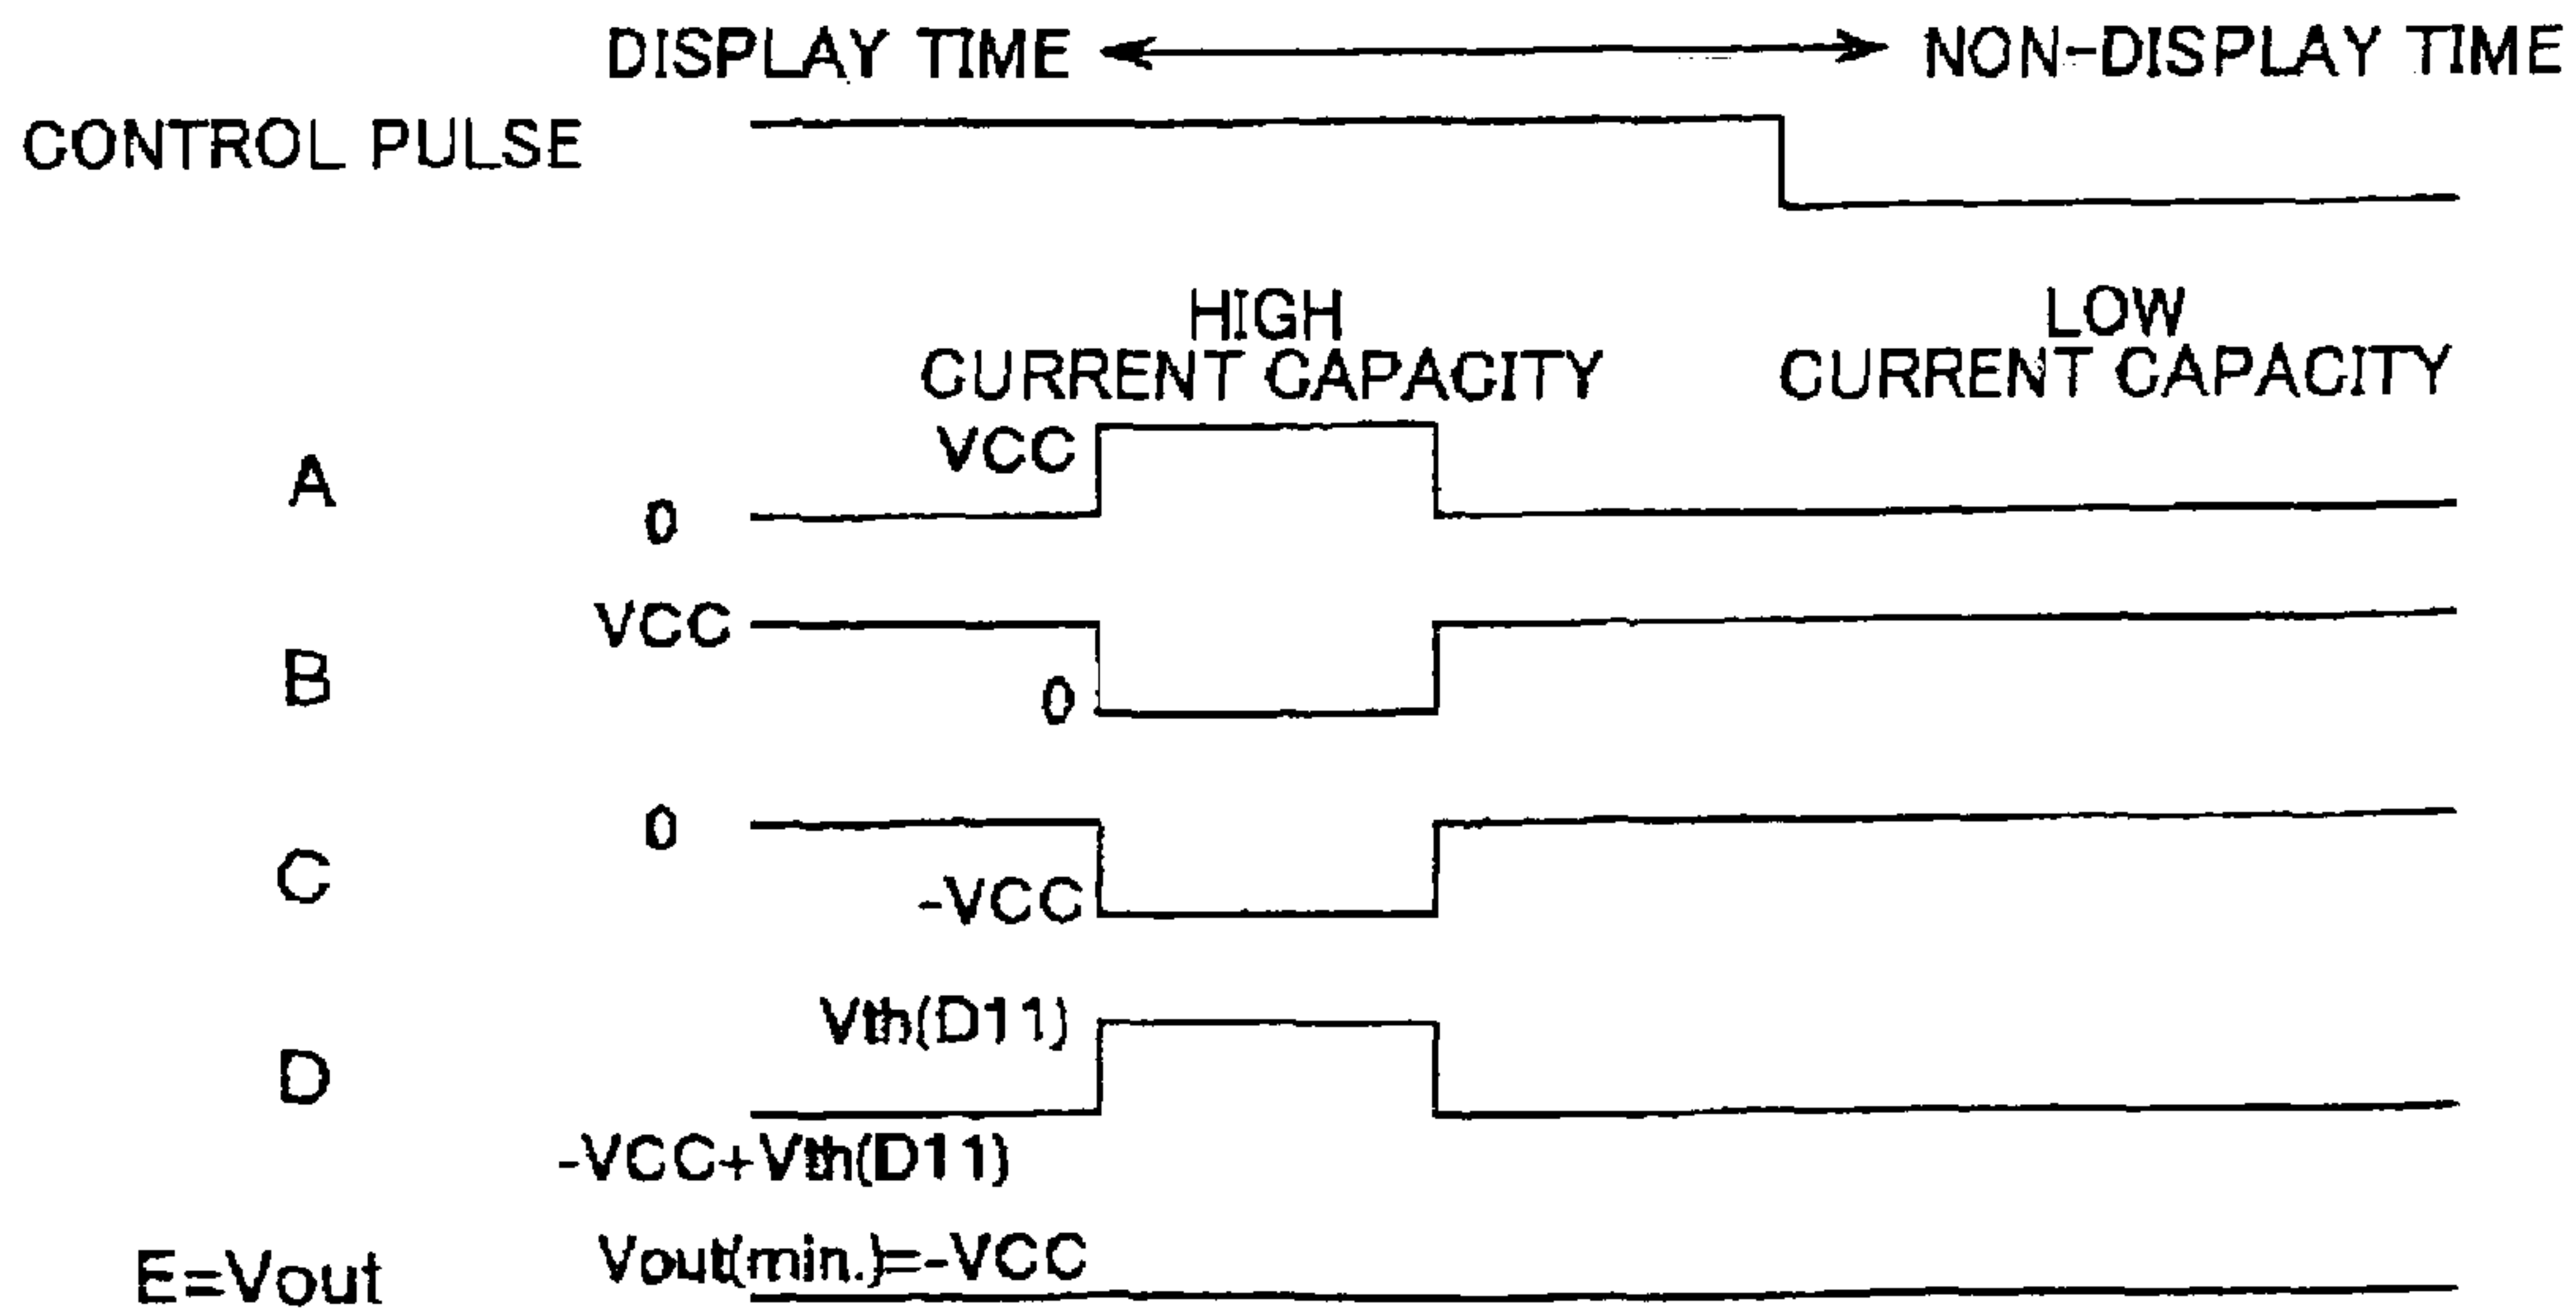 DISPLAY TIME NON-DISPLAY TIME
CONTROL PULSE
HIGH
CURRENT CAPACITY
LOW
CURRENT CAPACITY
A
VCC
0
B
VCC
0
C
0
-VCC
D
Vth(D11)
-VCC+Vth(D11)
E=Vout
Vout(min.)=-VCC